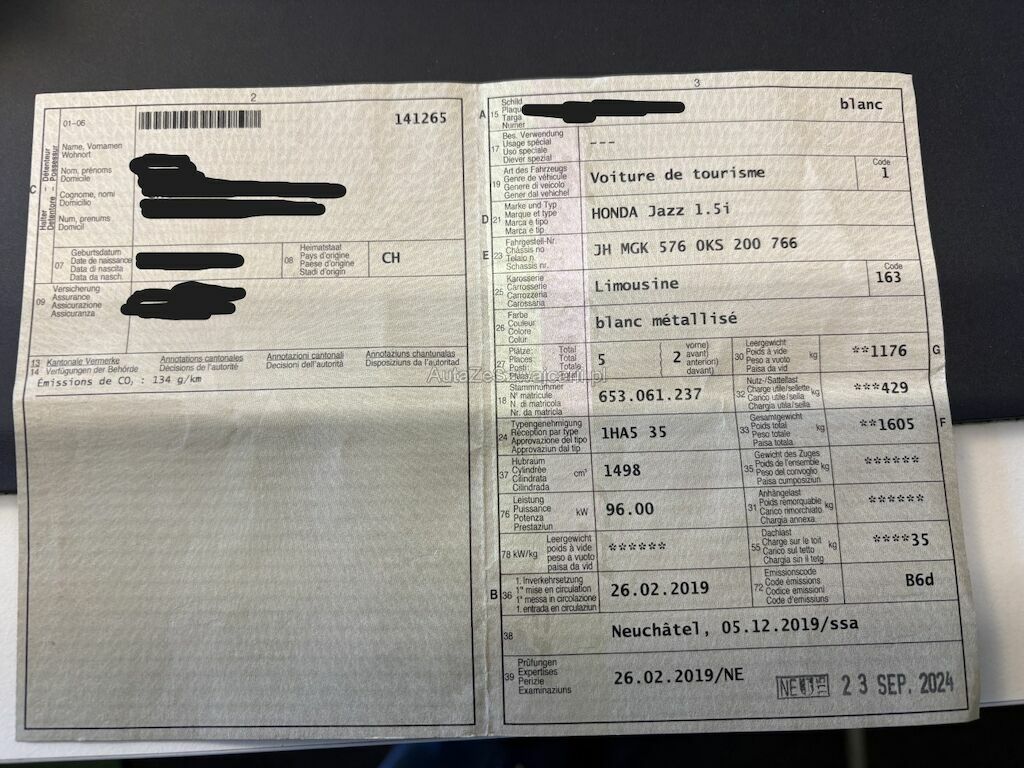 2
01-06
141265
Halter – Détenteur
Detentore – Possessur
C
Name, Vornamen
Wohnort
Nom, prénoms
Domicile
Cognome, nomi
Domicilio
Num, prenums
Domicil
07
Geburtsdatum
Date de naissance
Data di nascita
Data da nasch.
08
Heimatstaat
Pays d'origine
Paese d'origine
Stadi d'origin
CH
09
Versicherung
Assurance
Assicurazione
Assicuranza
13 Kantonale Vermerke
14 Verfügungen der Behörde
Annotations cantonales
Décisions de l'autorité
Annotazioni cantonali
Decisioni dell'autorità
Annotaziuns chantunalas
Disposiziuns da l'autoritad
Émissions de CO₂ : 134 g/km
3
A 15
Schild
Plaque
Targa
Numer
blanc
17
Bes. Verwendung
Usage spécial
Uso speciale
Diever spezial
---
19
Art des Fahrzeugs
Genre de véhicule
Genere di veicolo
Gener dal vehichel
Voiture de tourisme
Code
1
D 21
Marke und Typ
Marque et type
Marca e tipo
Marca e tip
HONDA Jazz 1.5i
E 23
Fahrgestell-Nr.
Châssis no
Telaio n.
Schassis nr.
JH MGK 576 0KS 200 766
25
Karosserie
Carrosserie
Carrozzeria
Carossaria
Limousine
Code
163
26
Farbe
Couleur
Colore
Colur
blanc métallisé
27
Plätze: Total
Places Total
Posti Totale
5
2
vorne)
avant)
anteriori)
davant)
30
Leergewicht
Poids à vide
Peso a vuoto
Paisa da vid
kg
**1176
G
AutaZeSzwajcarii.pl
18
Stammnummer
N° matricule
N. di matricola
Nr. da matricla
653.061.237
32
Nutz-/Sattellast
Charge utile/sellette
Carico utile/sella
Chargia utila/sella
kg
***429
24
Typengenehmigung
Réception par type
Approvazione del tipo
Approvaziun dal tip
1HA5 35
33
Gesamtgewicht
Poids total
Peso totale
Paisa totala
kg
**1605
F
37
Hubraum
Cylindrée
Cilindrata
Cilindrada
cm³
1498
35
Gewicht des Zuges
Poids de l'ensemble
Peso del convoglio
Paisa cumposiziun
kg
******
76
Leistung
Puissance
Potenza
Prestaziun
kW
96.00
31
Anhängelast
Poids remorquable
Carico rimorchiato
Chargia annexa
kg
******
78 kW/kg
Leergewicht
poids à vide
peso a vuoto
paisa da vid
******
55
Dachlast
Charge sur le toit
Carico sul tetto
Chargia sin il tetg
kg
****35
B 36
1. Inverkehrsetzung
1re mise en circulation
1a messa in circolazione
1. entrada en circulaziun
26.02.2019
72
Emissionscode
Code émissions
Codice emissioni
Code d'emissiuns
B6d
38
Neuchâtel, 05.12.2019/ssa
39
Prüfungen
Expertises
Perizie
Examinaziuns
26.02.2019/NE
23 SEP. 2024